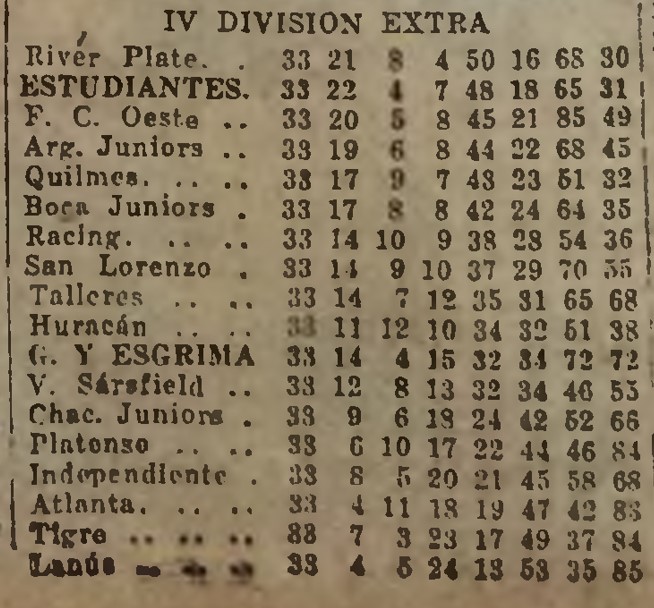 IV DIVISION EXTRA
River Plate. . 33 21 8 4 50 16 68 30
ESTUDIANTES. 33 22 4 7 48 18 65 31
F. C. Oeste .. 33 20 5 8 45 21 85 49
Arg. Juniors .. 33 19 6 8 44 22 68 45
Quilmes. .. .. 33 17 9 7 43 23 51 32
Boca Juniors . 33 17 8 8 42 24 64 35
Racing. .. .. 33 14 10 9 38 28 54 36
San Lorenzo . 33 14 9 10 37 29 70 55
Talleres .. .. 33 14 7 12 35 31 65 68
Huracán .. .. 33 11 12 10 34 32 51 38
G. Y ESGRIMA 33 14 4 15 32 34 72 72
V. Sársfield .. 33 12 8 13 32 34 46 55
Chac. Juniors . 33 9 6 18 24 42 52 66
Platense .. .. 33 6 10 17 22 44 46 84
Independiente . 33 8 5 20 21 45 58 68
Atlanta. .. .. 33 4 11 18 19 47 42 83
Tigre .. .. .. 33 7 3 23 17 49 37 94
Lanús .. .. .. 33 4 5 24 13 53 35 85